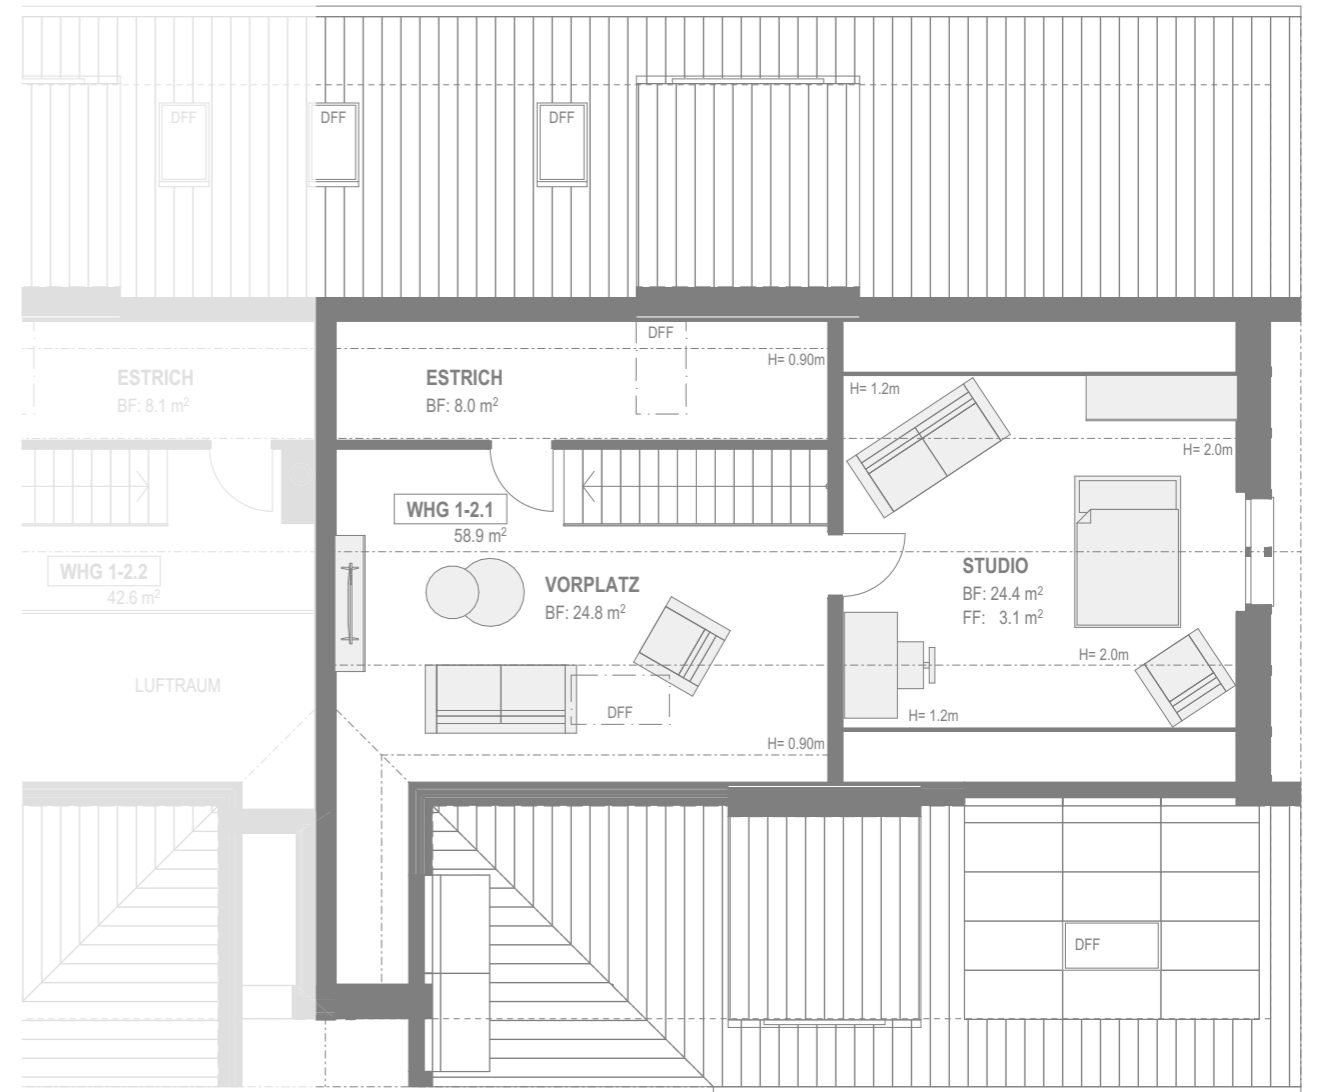 DFF
DFF
DFF
DFF
H= 0.90m
ESTRICH
BF: 8.1 m²
ESTRICH
BF: 8.0 m²
H= 1.2m
H= 2.0m
WHG 1-2.1
58.9 m²
WHG 1-2.2
42.6 m²
VORPLATZ
BF: 24.8 m²
STUDIO
BF: 24.4 m²
FF: 3.1 m²
H= 2.0m
LUFTRAUM
DFF
H= 1.2m
H= 0.90m
DFF